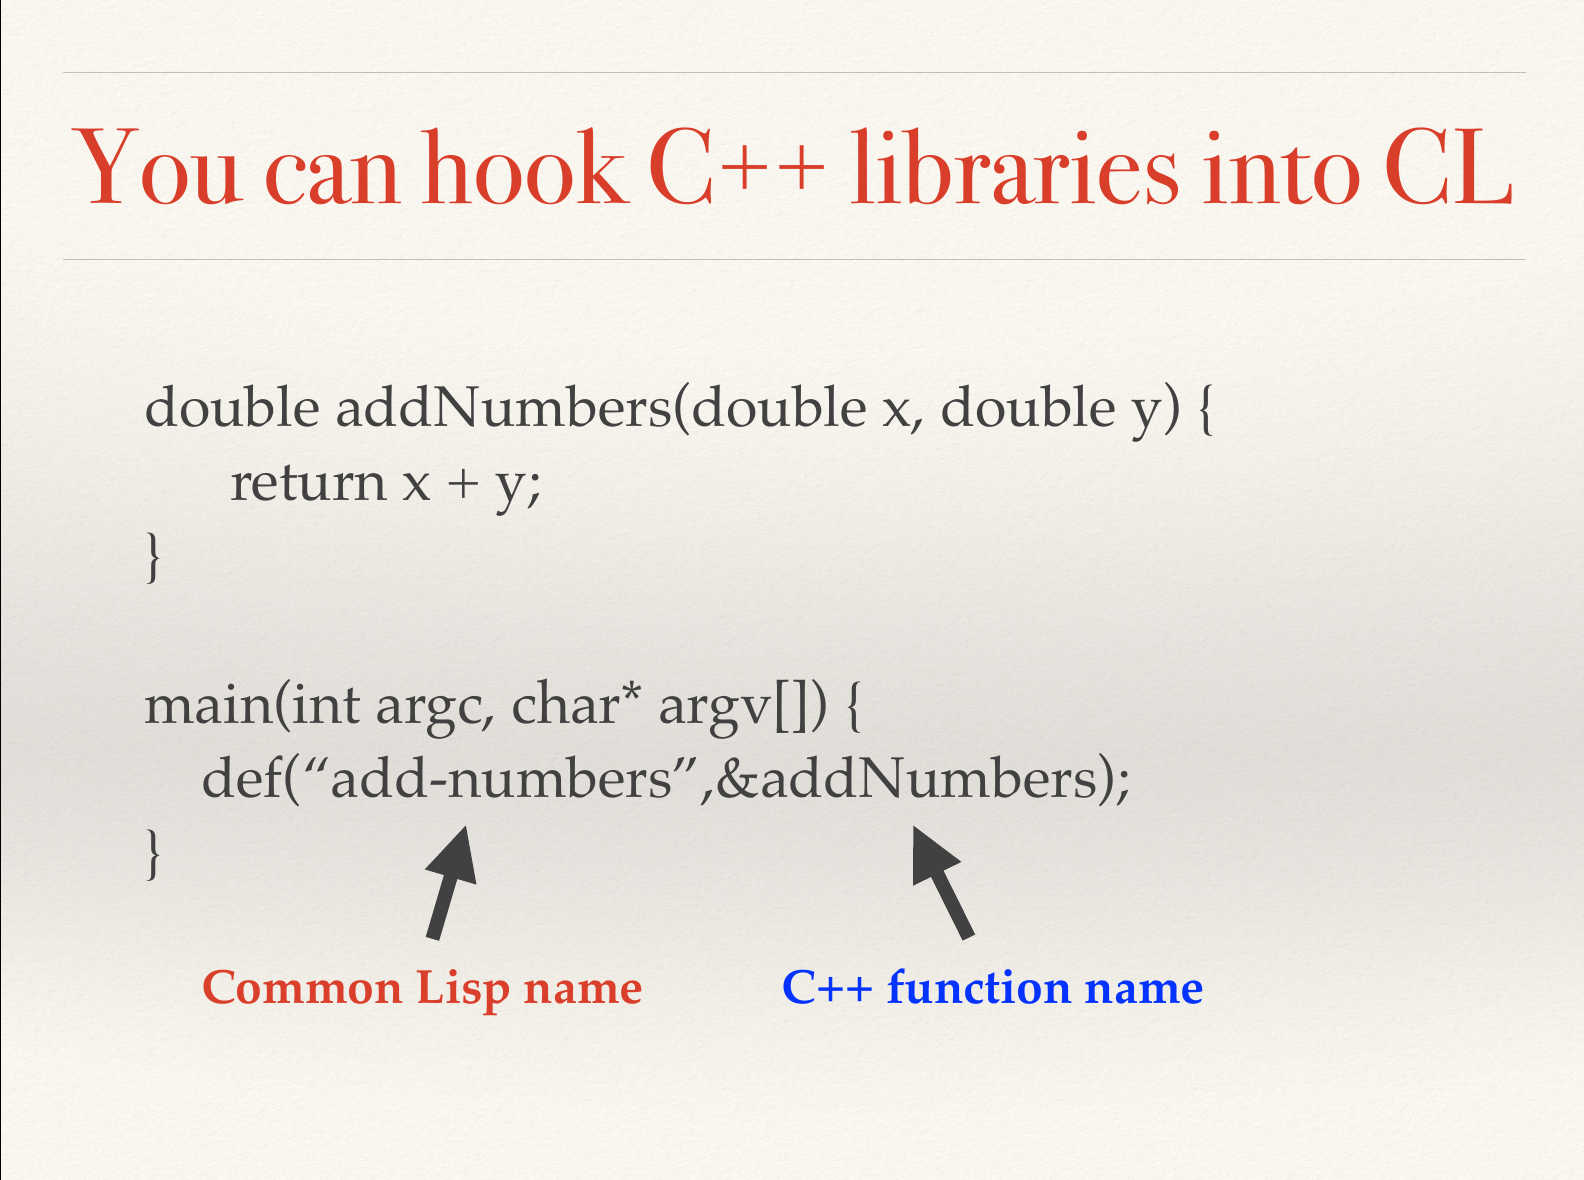 You can hook C++ libraries into CL
double addNumbers(double x, double y) {
return x + y;
}
main(int argc, char* argv[]) {
def(“add-numbers”,&addNumbers);
}
Common Lisp name
C++ function name